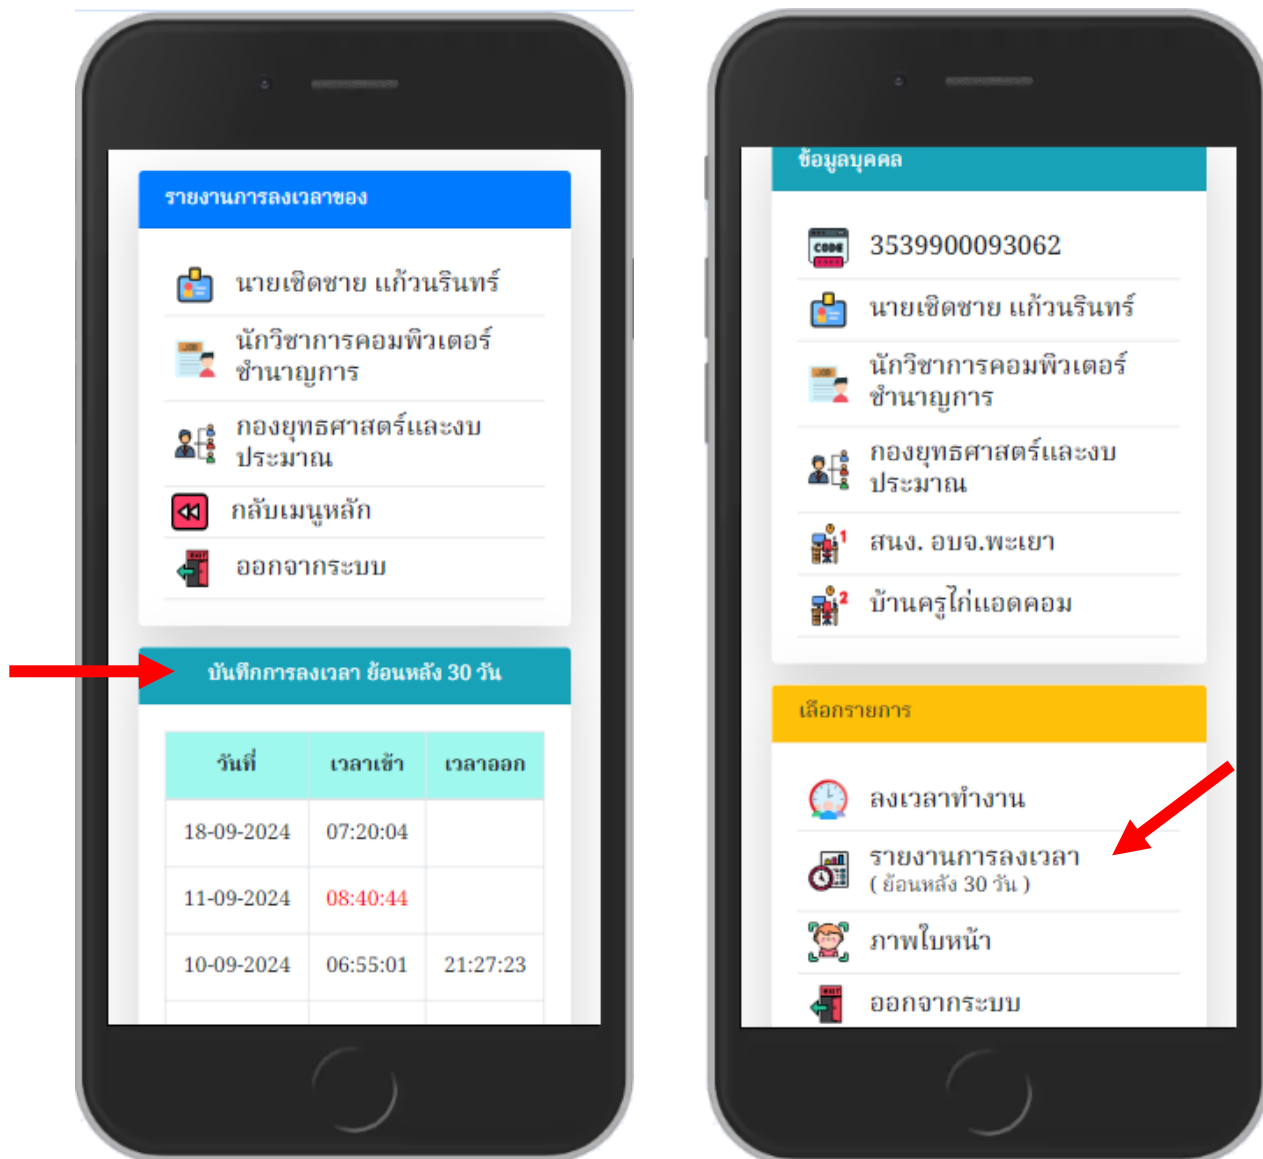 รายงานการลงเวลาของ
นายเชิดชาย แก้วนรินทร์
นักวิชาการคอมพิวเตอร์
ชำนาญการ
กองยุทธศาสตร์และงบ
ประมาณ
กลับเมนูหลัก
ออกจากระบบ
บันทึกการลงเวลา ย้อนหลัง 30 วัน
วันที่ เวลาเข้า เวลาออก
18-09-2024 07:20:04
11-09-2024 08:40:44
10-09-2024 06:55:01 21:27:23
ข้อมูลบุคคล
CODE
3539900093062
นายเชิดชาย แก้วนรินทร์
นักวิชาการคอมพิวเตอร์
ชำนาญการ
กองยุทธศาสตร์และงบ
ประมาณ
1 สนง. อบจ.พะเยา
2 บ้านครูไก่แอดคอม
เลือกรายการ
ลงเวลาทำงาน
รายงานการลงเวลา
( ย้อนหลัง 30 วัน )
ภาพใบหน้า
ออกจากระบบ